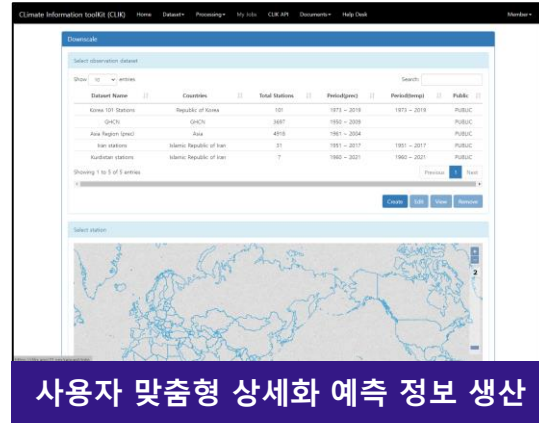 CLimate Information toolKit (CLIK) Home Dataset Processing My Jobs CLIK API Documents Help Desk Member
Downscale
Select observation dataset
Show 10 entries Search:
Dataset Name Countries Total Stations Period(prec) Period(temp) Public
Korea 101 Stations Republic of Korea 101 1973 ~ 2019 1973 ~ 2019 PUBLIC
GHCN GHCN 3697 1950 ~ 2009 PUBLIC
Asia Region (prec) Asia 4918 1961 ~ 2004 PUBLIC
Iran stations Islamic Republic of Iran 31 1951 ~ 2017 1951 ~ 2017 PUBLIC
Kurdistan stations Islamic Republic of Iran 7 1960 ~ 2021 1960 ~ 2021 PUBLIC
Showing 1 to 5 of 5 entries Previous 1 Next
Create Edit View Remove
Select station
2
사용자 맞춤형 상세화 예측 정보 생산